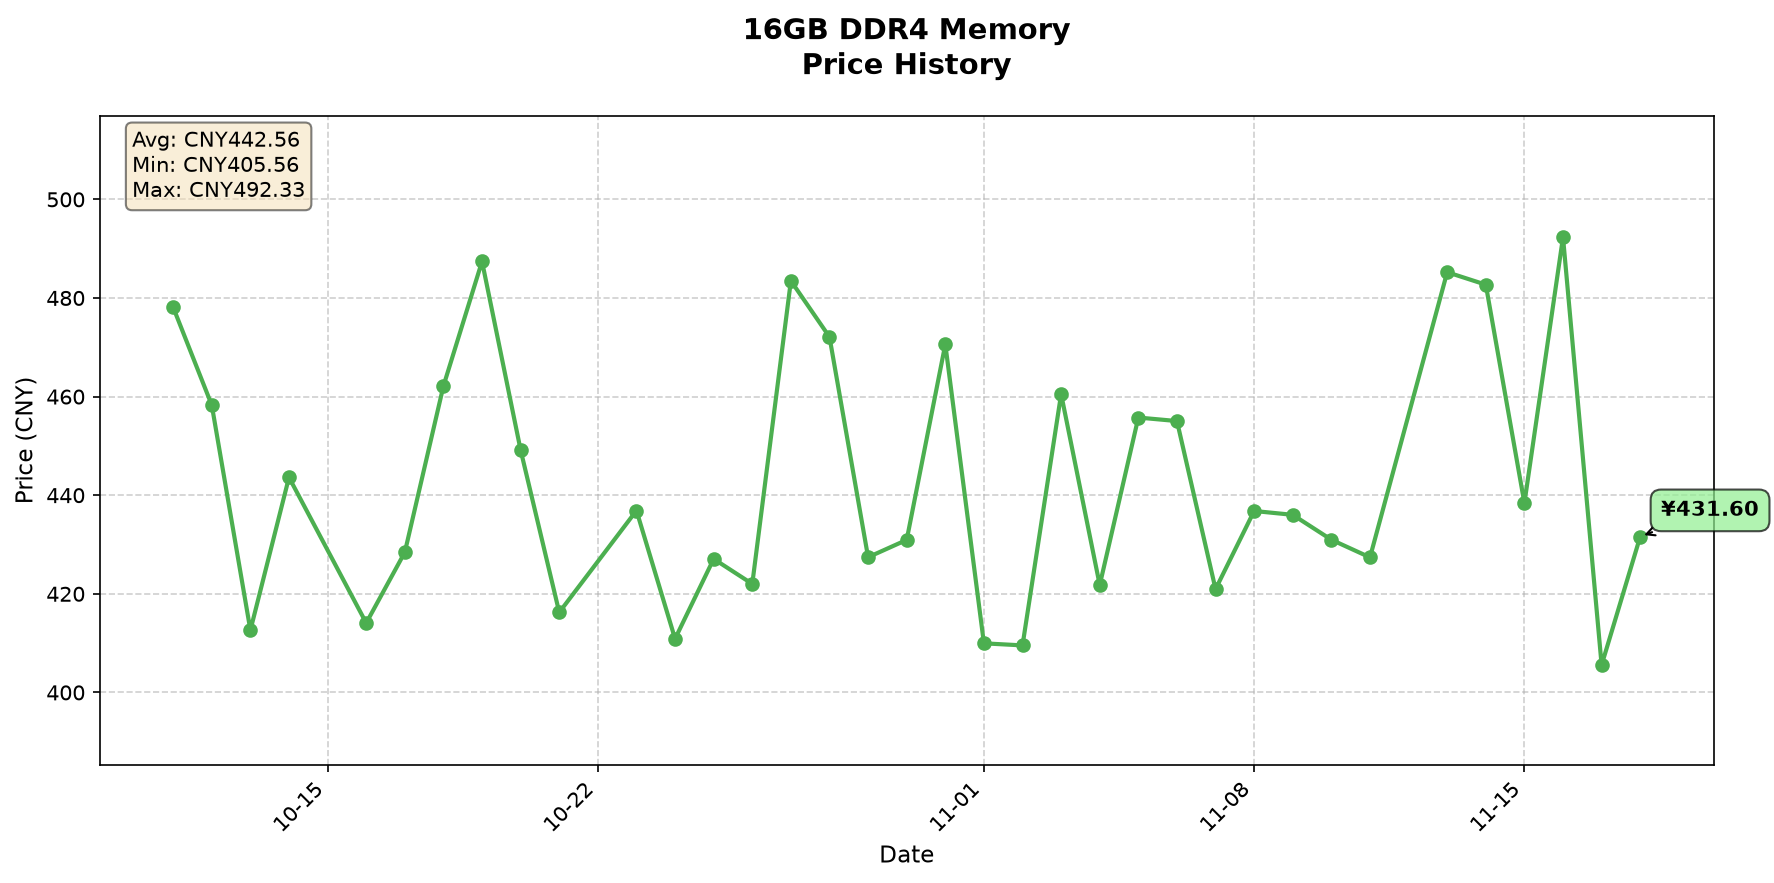 16GB DDR4 Memory
Price History
Avg: CNY442.56
Min: CNY405.56
Max: CNY492.33
500
480
460
440
420
400
Price (CNY)
¥431.60
10-15
10-22
11-01
11-08
11-15
Date